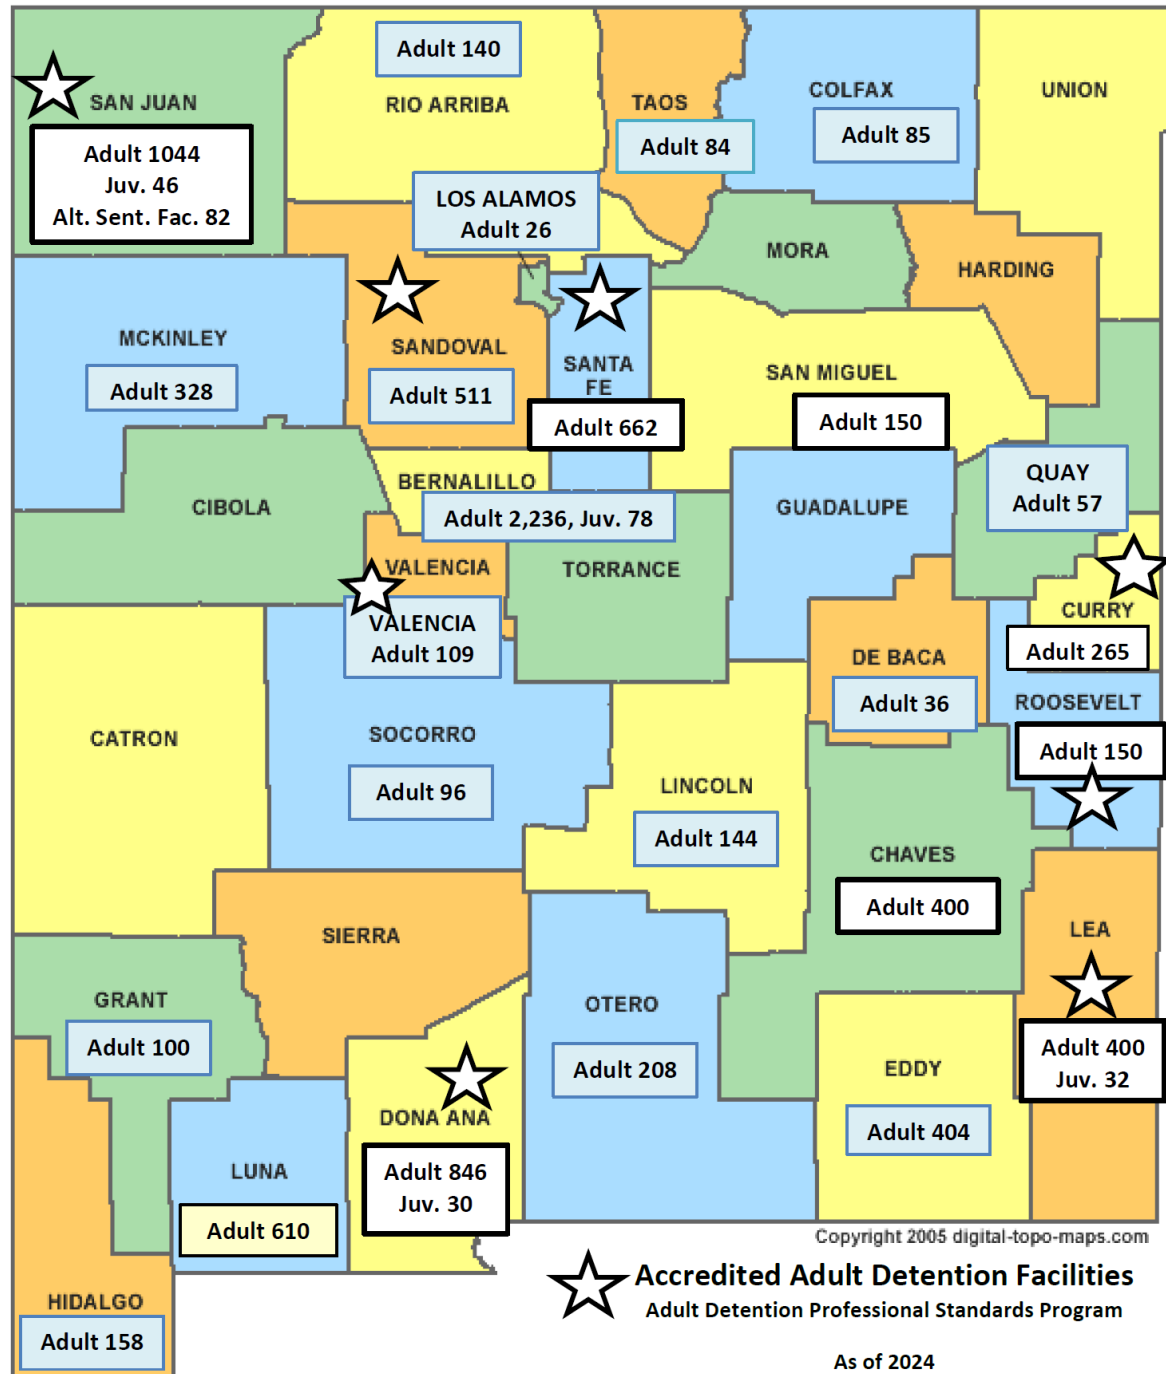 Adult 140
SAN JUAN
RIO ARRIBA
TAOS
COLFAX
UNION
Adult 1044
Juv. 46
Alt. Sent. Fac. 82
Adult 84
Adult 85
LOS ALAMOS
Adult 26
MORA
HARDING
MCKINLEY
Adult 328
SANDOVAL
Adult 511
SANTA
FE
Adult 662
SAN MIGUEL
Adult 150
CIBOLA
BERNALILLO
Adult 2,236, Juv. 78
GUADALUPE
QUAY
Adult 57
VALENCIA
TORRANCE
VALENCIA
Adult 109
CURRY
Adult 265
DE BACA
Adult 36
ROOSEVELT
Adult 150
CATRON
SOCORRO
Adult 96
LINCOLN
Adult 144
CHAVES
Adult 400
SIERRA
LEA
Adult 400
Juv. 32
GRANT
Adult 100
OTERO
Adult 208
EDDY
Adult 404
DONA ANA
Adult 846
Juv. 30
LUNA
Adult 610
HIDALGO
Adult 158
Copyright 2005 digital-topo-maps.com
Accredited Adult Detention Facilities
Adult Detention Professional Standards Program
As of 2024